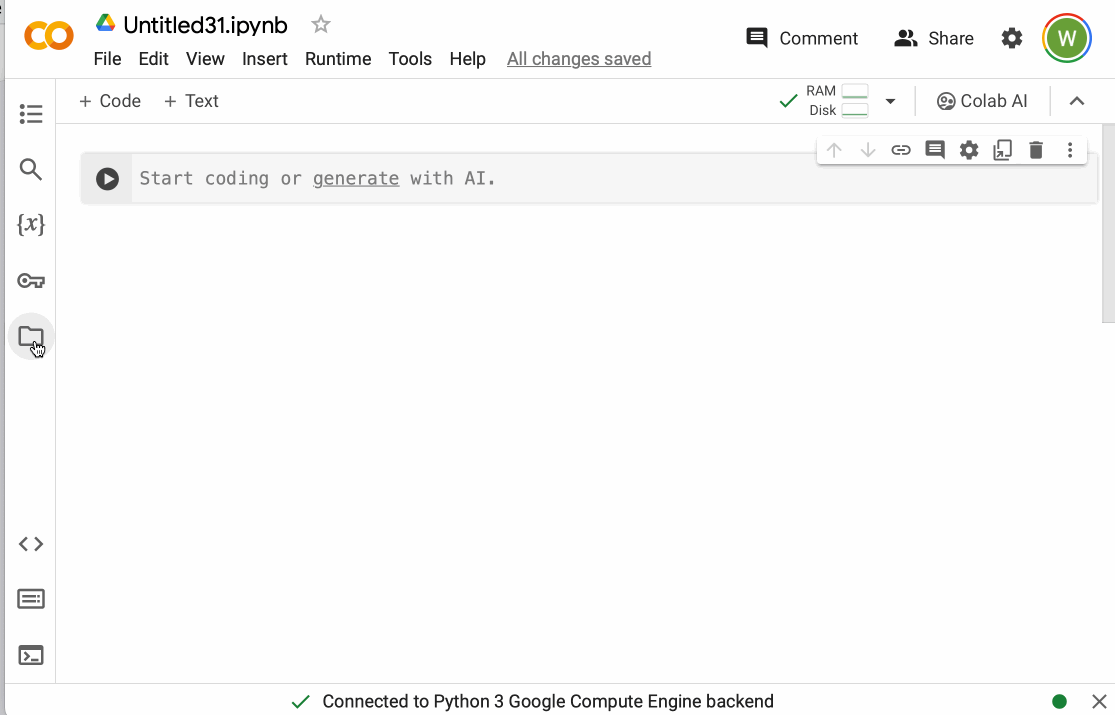 Untitled31.ipynb
File Edit View Insert Runtime Tools Help All changes saved
Comment Share W
+ Code + Text
RAM
Disk
Colab AI
{x}
Start coding or generate with AI.
Connected to Python 3 Google Compute Engine backend